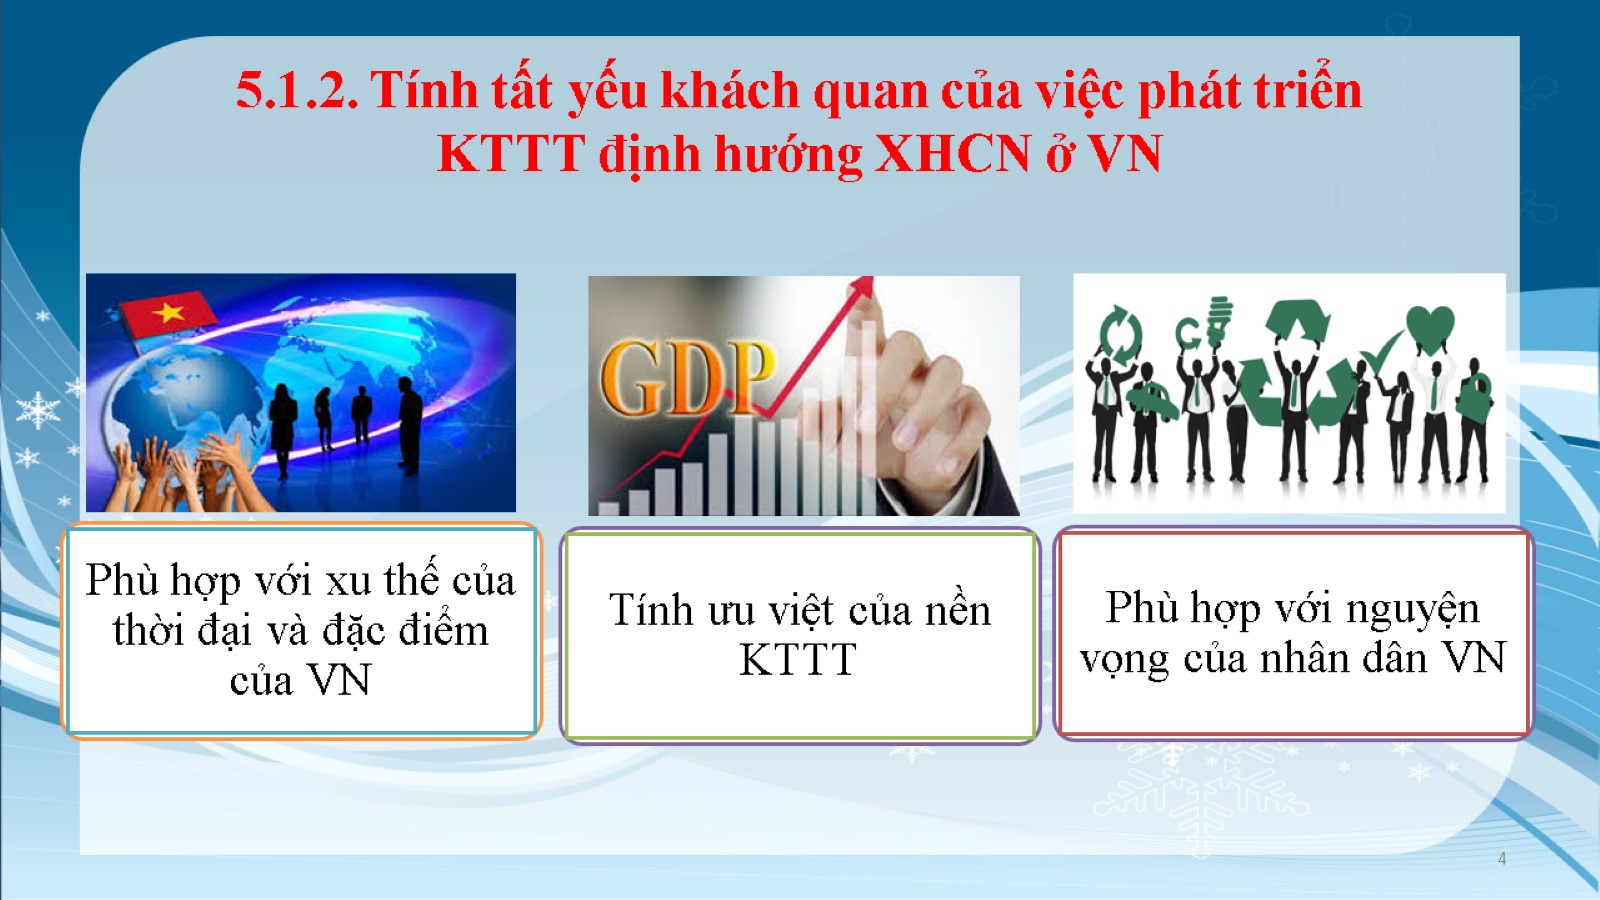 5.1.2. Tính tất yếu khách quan của việc phát triển
KTTT định hướng XHCN ở VN
GDP
Phù hợp với xu thế của
thời đại và đặc điểm
của VN
Tính ưu việt của nền
KTTT
Phù hợp với nguyện
vọng của nhân dân VN
4